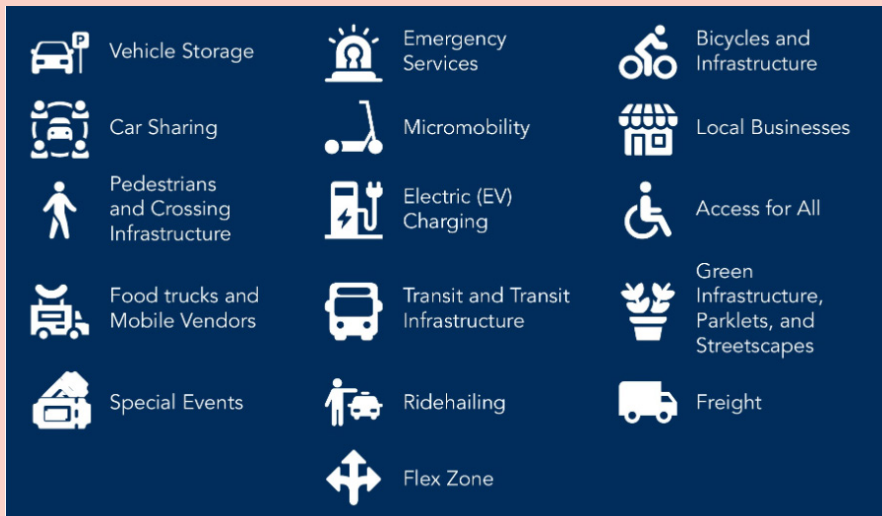 P
Vehicle Storage
Emergency
Services
Bicycles and
Infrastructure
Car Sharing
Micromobility
Local Businesses
Pedestrians
and Crossing
Infrastructure
Electric (EV)
Charging
Access for All
Food trucks and
Mobile Vendors
Transit and Transit
Infrastructure
Green
Infrastructure,
Parklets, and
Streetscapes
Special Events
Ridehailing
Freight
Flex Zone